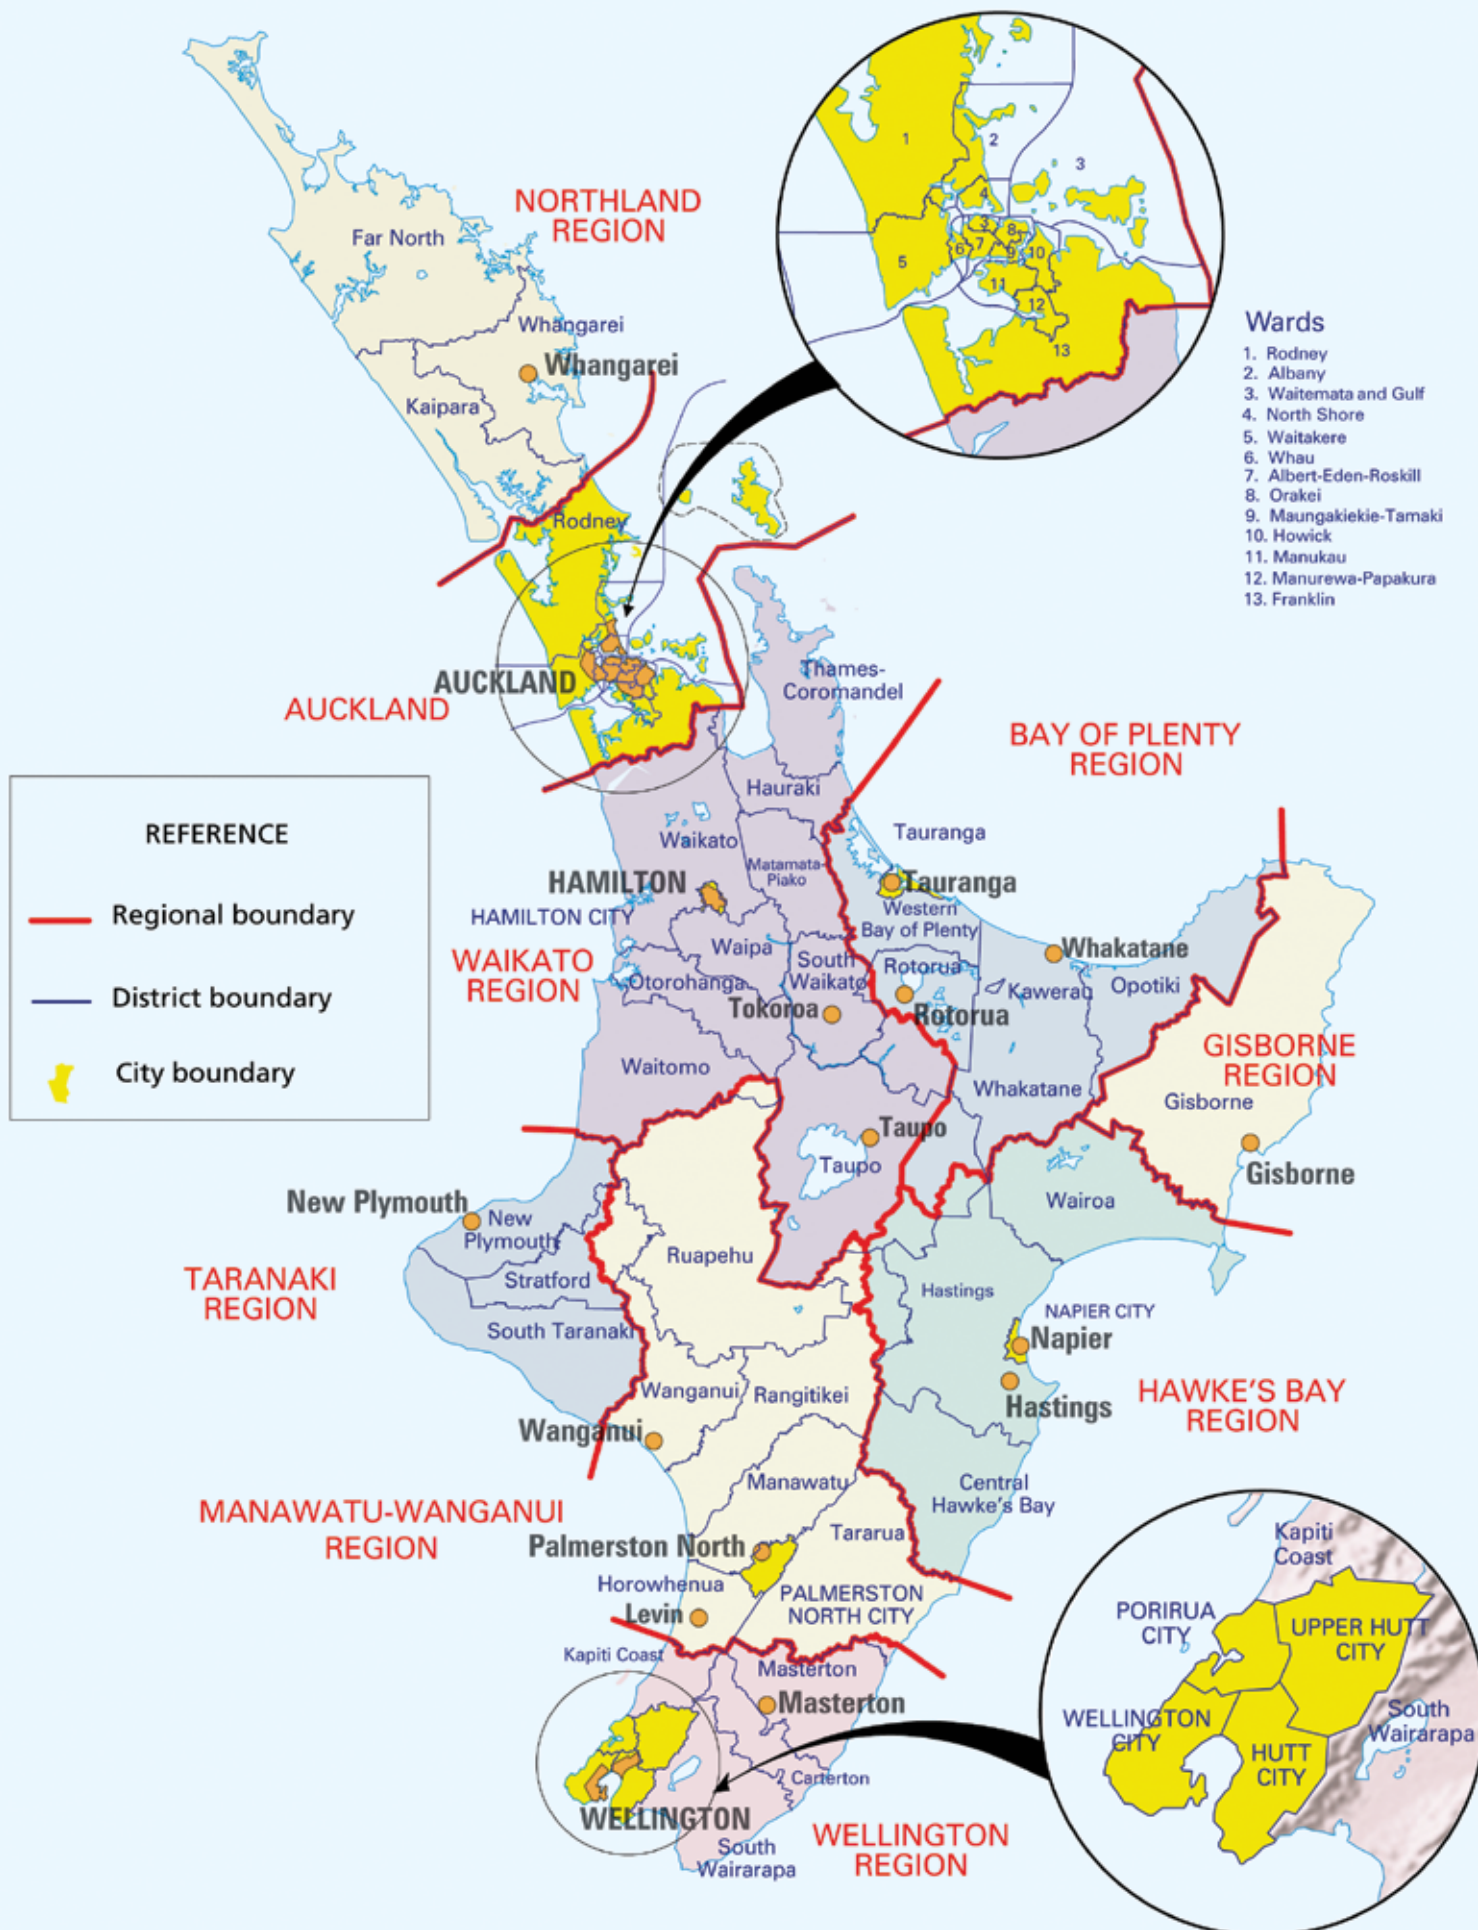 NORTHLAND
REGION
Far North
Whangarei
Whangarei
Kaipara
Rodney
AUCKLAND
AUCKLAND
1
2
3
4
3
8
5
6
7
9
10
11
12
13
Wards
1. Rodney
2. Albany
3. Waitemata and Gulf
4. North Shore
5. Waitakere
6. Whau
7. Albert-Eden-Roskill
8. Orakei
9. Maungakiekie-Tamaki
10. Howick
11. Manukau
12. Manurewa-Papakura
13. Franklin
Thames-
Coromandel
BAY OF PLENTY
REGION
Hauraki
REFERENCE
Regional boundary
District boundary
City boundary
Waikato
Matamata-
Piako
Tauranga
Tauranga
HAMILTON
HAMILTON CITY
Western
Bay of Plenty
WAIKATO
REGION
Waipa
South
Waikato
Rotorua
Whakatane
Otorohanga
Kawerau
Opotiki
Tokoroa
Rotorua
Waitomo
Whakatane
GISBORNE
REGION
Gisborne
Taupo
Taupo
Gisborne
Wairoa
New Plymouth
New
Plymouth
Ruapehu
TARANAKI
REGION
Stratford
Hastings
South Taranaki
NAPIER CITY
Napier
Wanganui
Rangitikei
Hastings
HAWKE'S BAY
REGION
Wanganui
Manawatu
Central
Hawke's Bay
MANAWATU-WANGANUI
REGION
Tararua
Palmerston North
Horowhenua
PALMERSTON
NORTH CITY
Levin
Kapiti Coast
Masterton
Masterton
Carterton
WELLINGTON
WELLINGTON
REGION
South
Wairarapa
Kapiti
Coast
PORIRUA
CITY
UPPER HUTT
CITY
WELLINGTON
CITY
HUTT
CITY
South
Wairarapa